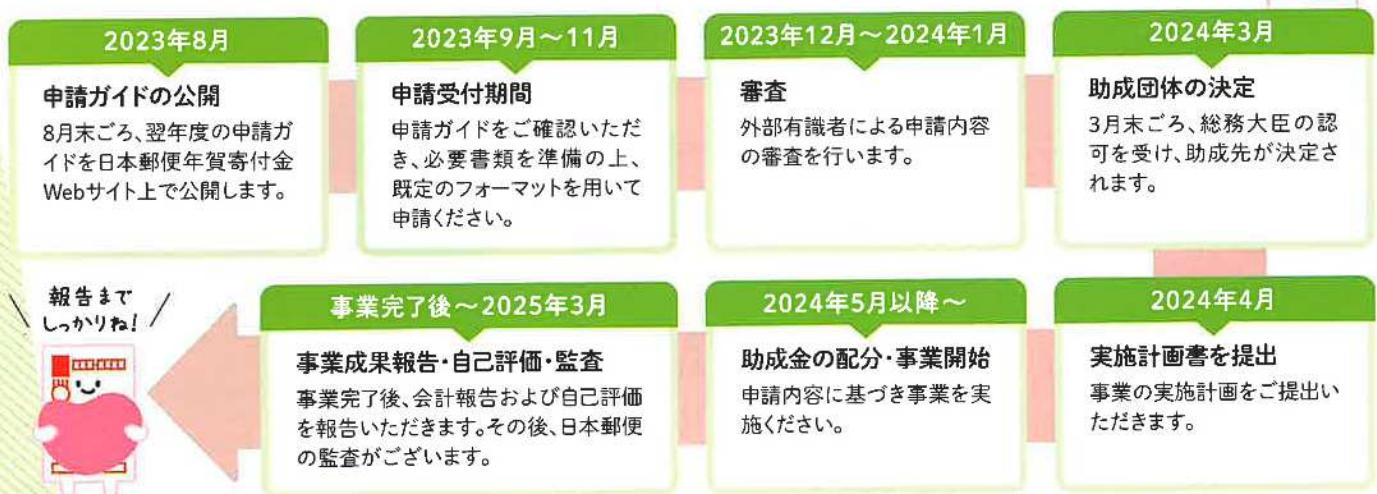 2023年8月
申請ガイドの公開
8月末ごろ、翌年度の申請ガ
イドを日本郵便年賀寄付金
Webサイト上で公開します。
2023年9月～11月
申請受付期間
申請ガイドをご確認いただ
き、必要書類を準備の上、
既定のフォーマットを用いて
申請ください。
2023年12月～2024年1月
審査
外部有識者による申請内容
の審査を行います。
2024年3月
助成団体の決定
3月末ごろ、総務大臣の認
可を受け、助成先が決定さ
れます。
2024年4月
実施計画書を提出
事業の実施計画をご提出い
ただきます。
2024年5月以降～
助成金の配分・事業開始
申請内容に基づき事業を実
施ください。
事業完了後～2025年3月
事業成果報告・自己評価・監査
事業完了後、会計報告および自己評価
を報告いただきます。その後、日本郵便
の監査がございます。
報告まで
しっかりね!